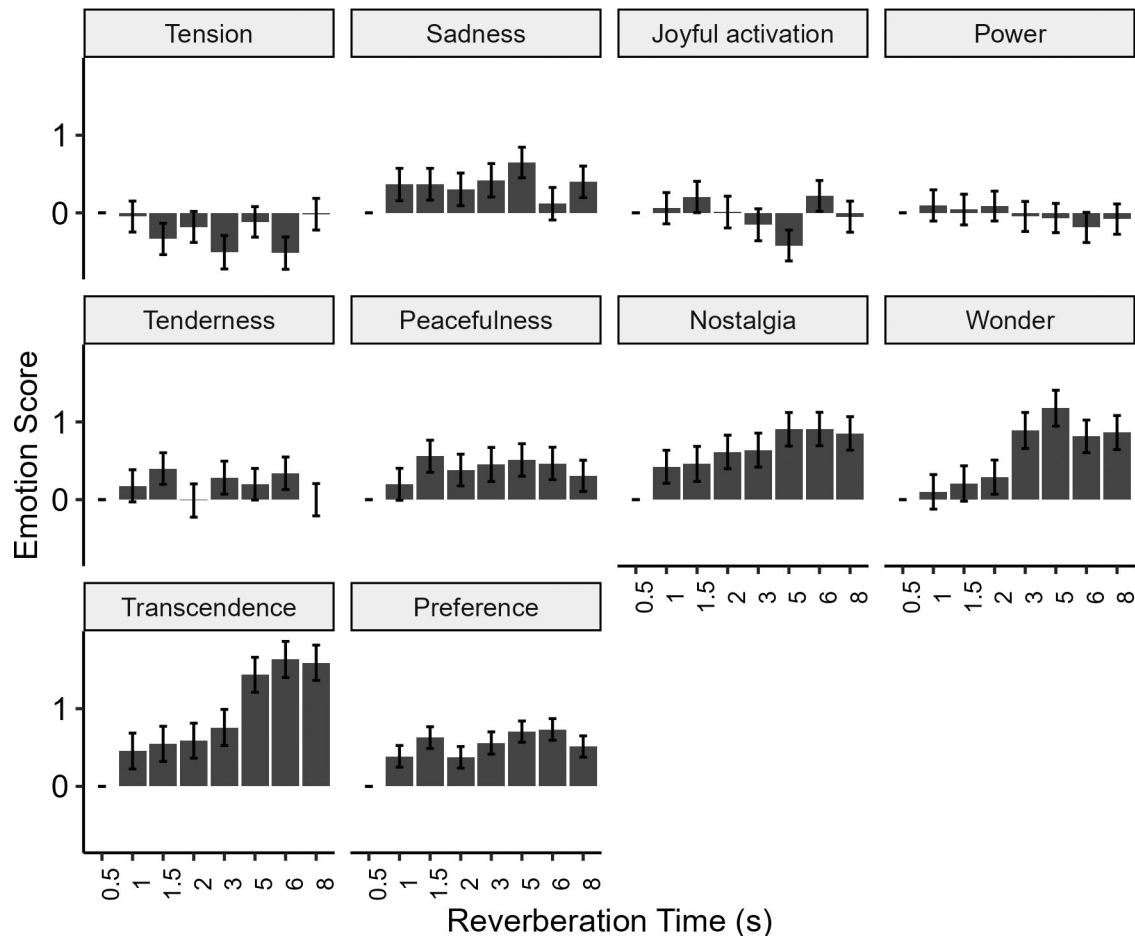 Tension Sadness Joyful activation Power
1
0
Tenderness Peacefulness Nostalgia Wonder
Emotion Score
1
0
0.5 1 1.5 2 3 5 6 8 0.5 1 1.5 2 3 5 6 8
Transcendence Preference
1
0
0.5 1 1.5 2 3 5 6 8 0.5 1 1.5 2 3 5 6 8
Reverberation Time (s)